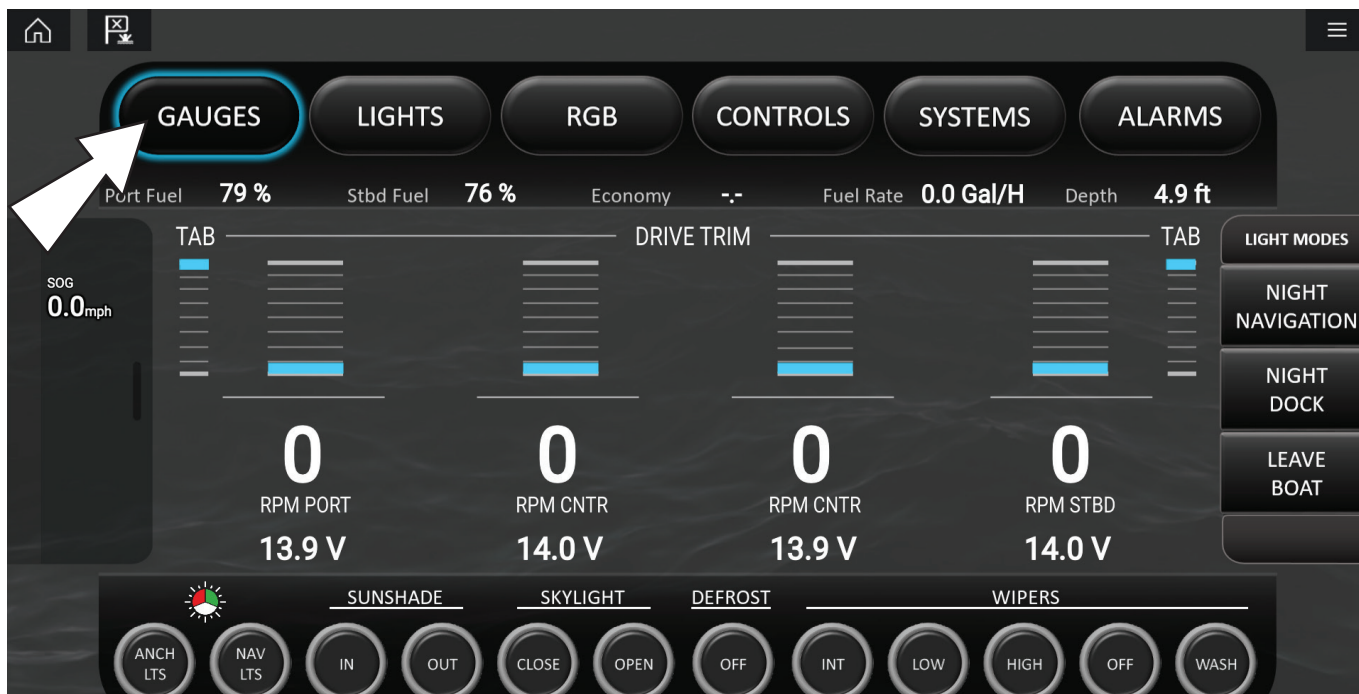 GAUGES LIGHTS RGB CONTROLS SYSTEMS ALARMS
Port Fuel 79 % Stbd Fuel 76 % Economy -.- Fuel Rate 0.0 Gal/H Depth 4.9 ft
TAB DRIVE TRIM TAB
SOG
0.0mph
0 0 0 0
RPM PORT RPM CNTR RPM CNTR RPM STBD
13.9 V 14.0 V 13.9 V 14.0 V
LIGHT MODES
NIGHT
NAVIGATION
NIGHT
DOCK
LEAVE
BOAT
SUNSHADE SKYLIGHT DEFROST WIPERS
ANCH
LTS
NAV
LTS
IN OUT CLOSE OPEN OFF INT LOW HIGH OFF WASH